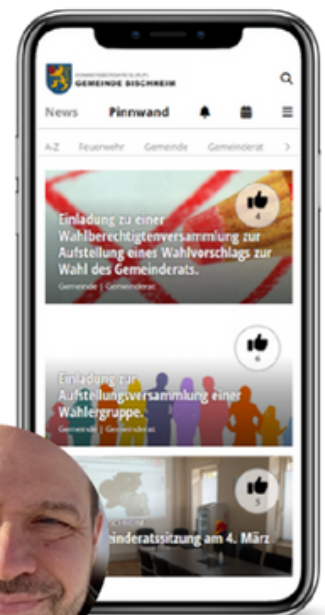 GEMEINDE BISCHHEIM
News Pinnwand
A-Z Feuerwehr Gemeinde Gemeinderat
4
Einladung zu einer
Wahlberechtigtenversammlung zur
Aufstellung eines Wahlvorschlags zur
Wahl des Gemeinderats.
Gemeinde | Gemeinderat
6
Einladung zur
Aufstellungsversammlung einer
Wählergruppe.
Gemeinde | Gemeinderat
5
einderatssitzung am 4. März